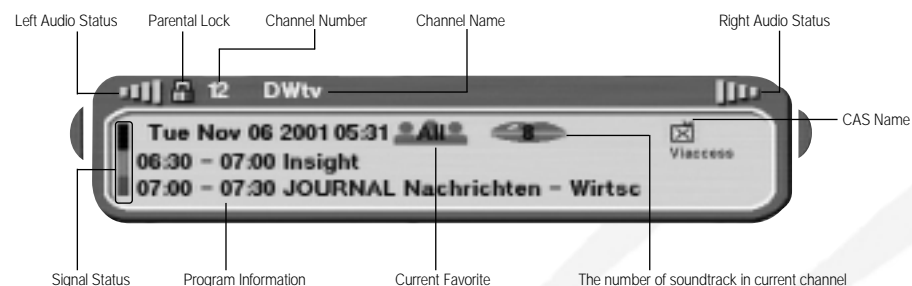 Left Audio Status Parental Lock Channel Number Channel Name Right Audio Status
12 DWtv
CAS Name
Tue Nov 06 2001 05:31 All 8
Viaccess
06:30 - 07:00 Insight
07:00 - 07:30 JOURNAL Nachrichten - Wirtsc
Signal Status Program Information Current Favorite The number of soundtrack in current channel